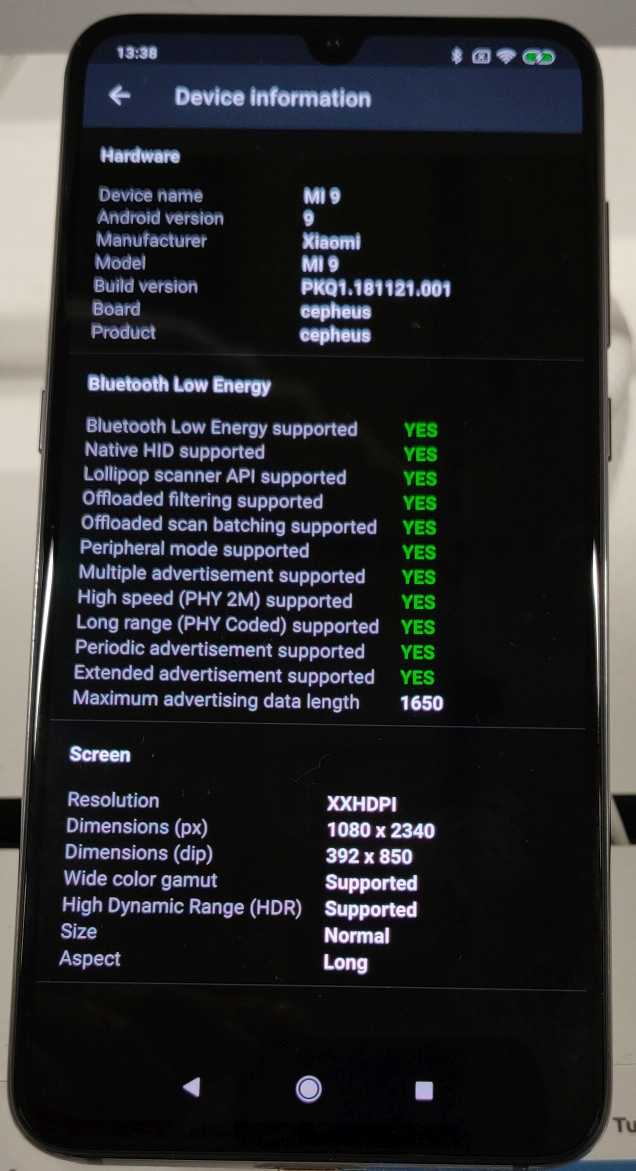 13:38
Device information
Hardware
Device name MI 9
Android version 9
Manufacturer Xiaomi
Model MI 9
Build version PKQ1.181121.001
Board cepheus
Product cepheus
Bluetooth Low Energy
Bluetooth Low Energy supported YES
Native HID supported YES
Lollipop scanner API supported YES
Offloaded filtering supported YES
Offloaded scan batching supported YES
Peripheral mode supported YES
Multiple advertisement supported YES
High speed (PHY 2M) supported YES
Long range (PHY Coded) supported YES
Periodic advertisement supported YES
Extended advertisement supported YES
Maximum advertising data length 1650
Screen
Resolution XXHDPI
Dimensions (px) 1080 x 2340
Dimensions (dip) 392 x 850
Wide color gamut Supported
High Dynamic Range (HDR) Supported
Size Normal
Aspect Long
Tu